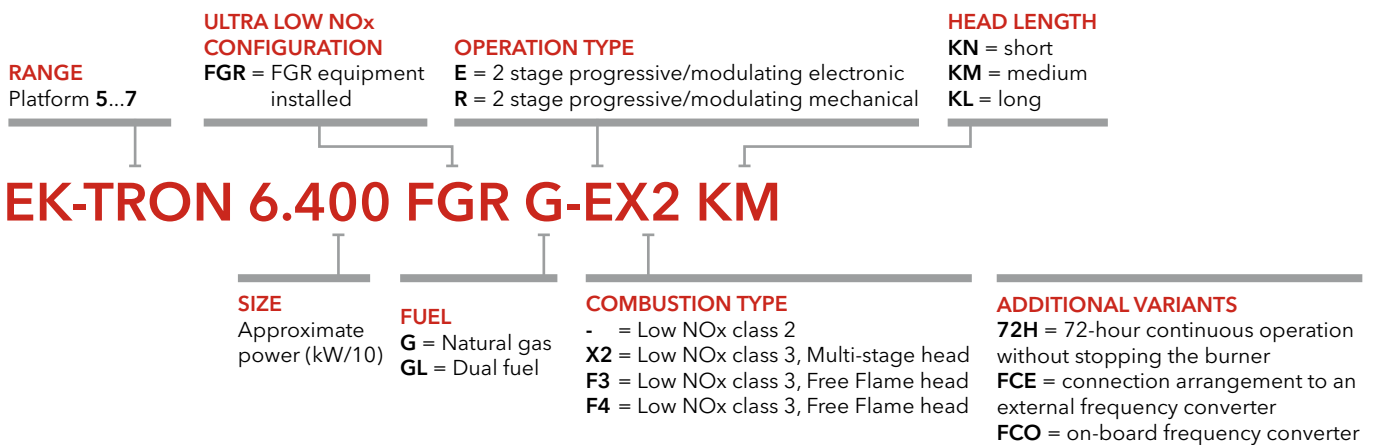 RANGE
Platform 5...7
ULTRA LOW NOx
CONFIGURATION
FGR = FGR equipment
installed
OPERATION TYPE
E = 2 stage progressive/modulating electronic
R = 2 stage progressive/modulating mechanical
HEAD LENGTH
KN = short
KM = medium
KL = long
EK-TRON 6.400 FGR G-EX2 KM
SIZE
Approximate
power (kW/10)
FUEL
G = Natural gas
GL = Dual fuel
COMBUSTION TYPE
- = Low NOx class 2
X2 = Low NOx class 3, Multi-stage head
F3 = Low NOx class 3, Free Flame head
F4 = Low NOx class 3, Free Flame head
ADDITIONAL VARIANTS
72H = 72-hour continuous operation
without stopping the burner
FCE = connection arrangement to an
external frequency converter
FCO = on-board frequency converter